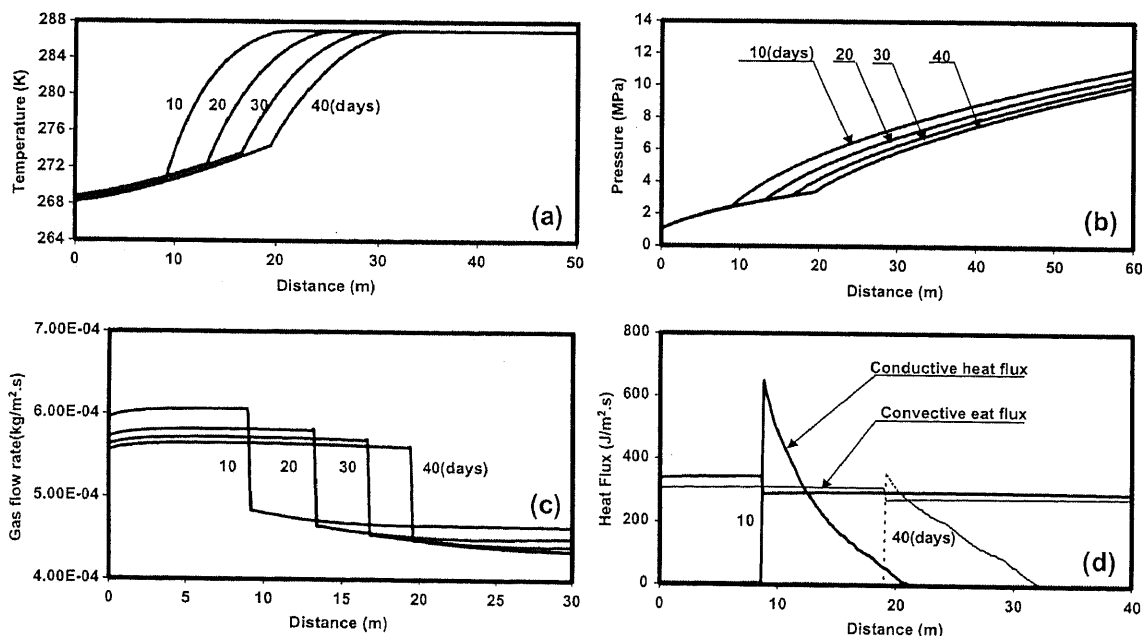 288
284
280
276
272
268
264
Temperature (K)
10
20
30
40(days)
(a)
0
10
20
30
40
50
Distance (m)
14
12
10
8
6
4
2
0
Pressure (MPa)
10(days)
20
30
40
(b)
0
10
20
30
40
50
60
Distance (m)
7.00E-04
6.00E-04
5.00E-04
4.00E-04
Gas flow rate(kg/m².s)
10
20
30
40(days)
(c)
0
5
10
15
20
25
30
Distance (m)
800
600
400
200
0
Heat Flux (J/m².s)
Conductive heat flux
Convective eat flux
10
40(days)
(d)
0
10
20
30
40
Distance (m)